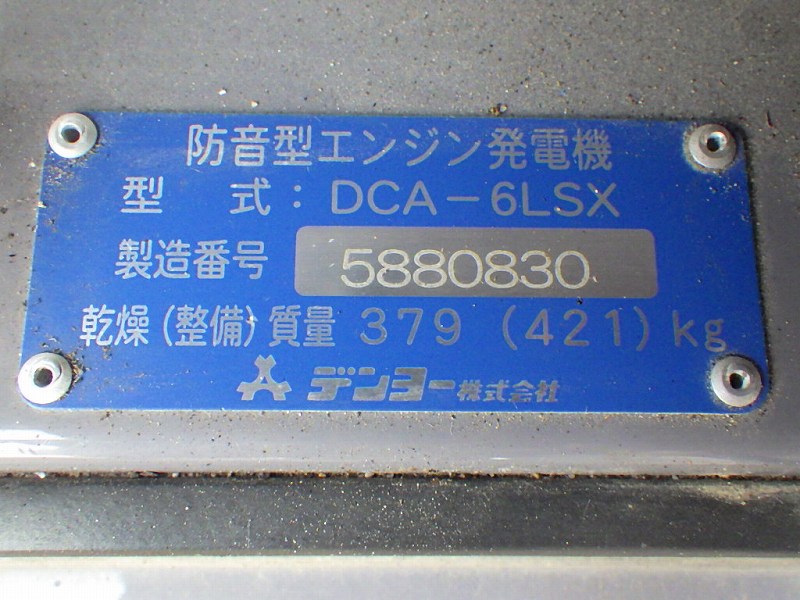 防音型エンジン発電機
型 式：DCA－6LSX
製造番号 5880830
乾燥（整備）質量 379（421）kg
デンヨー株式会社